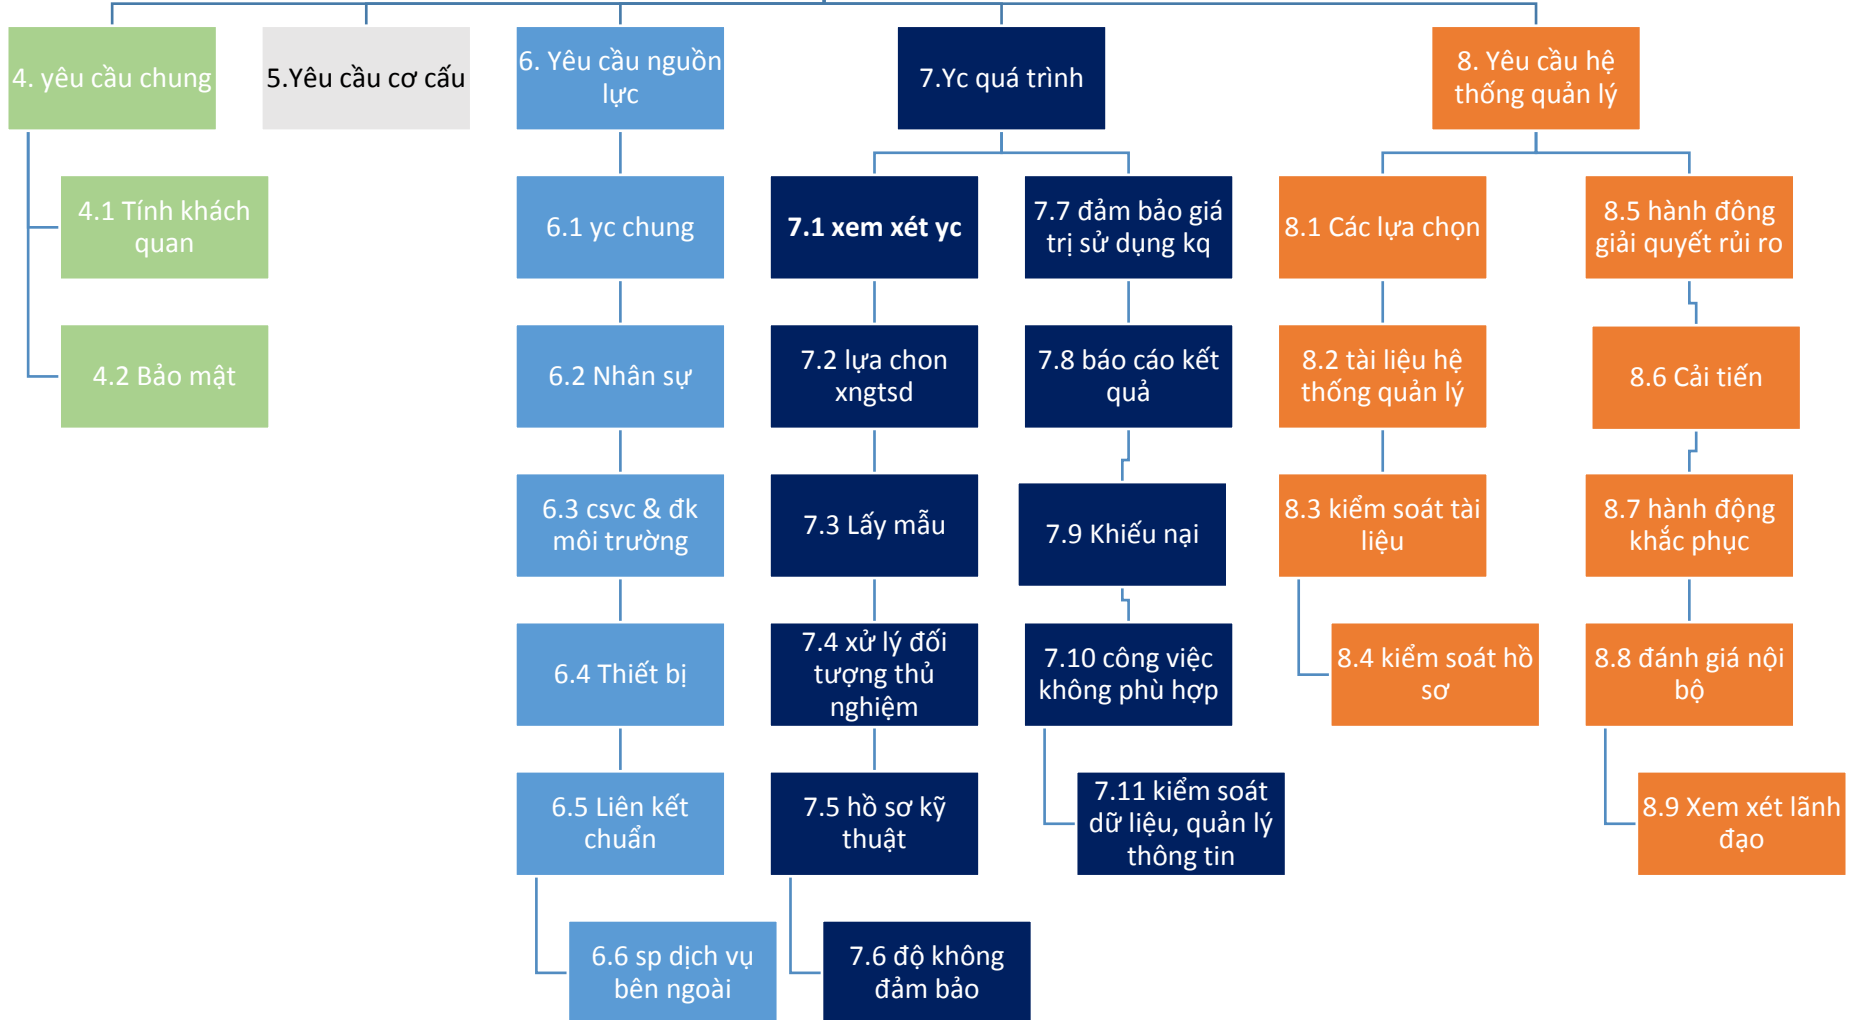 4. yêu cầu chung
5.Yêu cầu cơ cấu
6. Yêu cầu nguồn
lực
7.Yc quá trình
8. Yêu cầu hệ
thống quản lý
4.1 Tính khách
quan
4.2 Bảo mật
6.1 yc chung
6.2 Nhân sự
6.3 csvc & đk
môi trường
6.4 Thiết bị
6.5 Liên kết
chuẩn
6.6 sp dịch vụ
bên ngoài
7.1 xem xét yc
7.2 lựa chon
xngtsd
7.3 Lấy mẫu
7.4 xử lý đối
tượng thủ
nghiệm
7.5 hồ sơ kỹ
thuật
7.6 độ không
đảm bảo
7.7 đảm bảo giá
trị sử dụng kq
7.8 báo cáo kết
quả
7.9 Khiếu nại
7.10 công việc
không phù hợp
7.11 kiểm soát
dữ liệu, quản lý
thông tin
8.1 Các lựa chọn
8.2 tài liệu hệ
thống quản lý
8.3 kiểm soát tài
liệu
8.4 kiểm soát hồ
sơ
8.5 hành đông
giải quyết rủi ro
8.6 Cải tiến
8.7 hành động
khắc phục
8.8 đánh giá nội
bộ
8.9 Xem xét lãnh
đạo